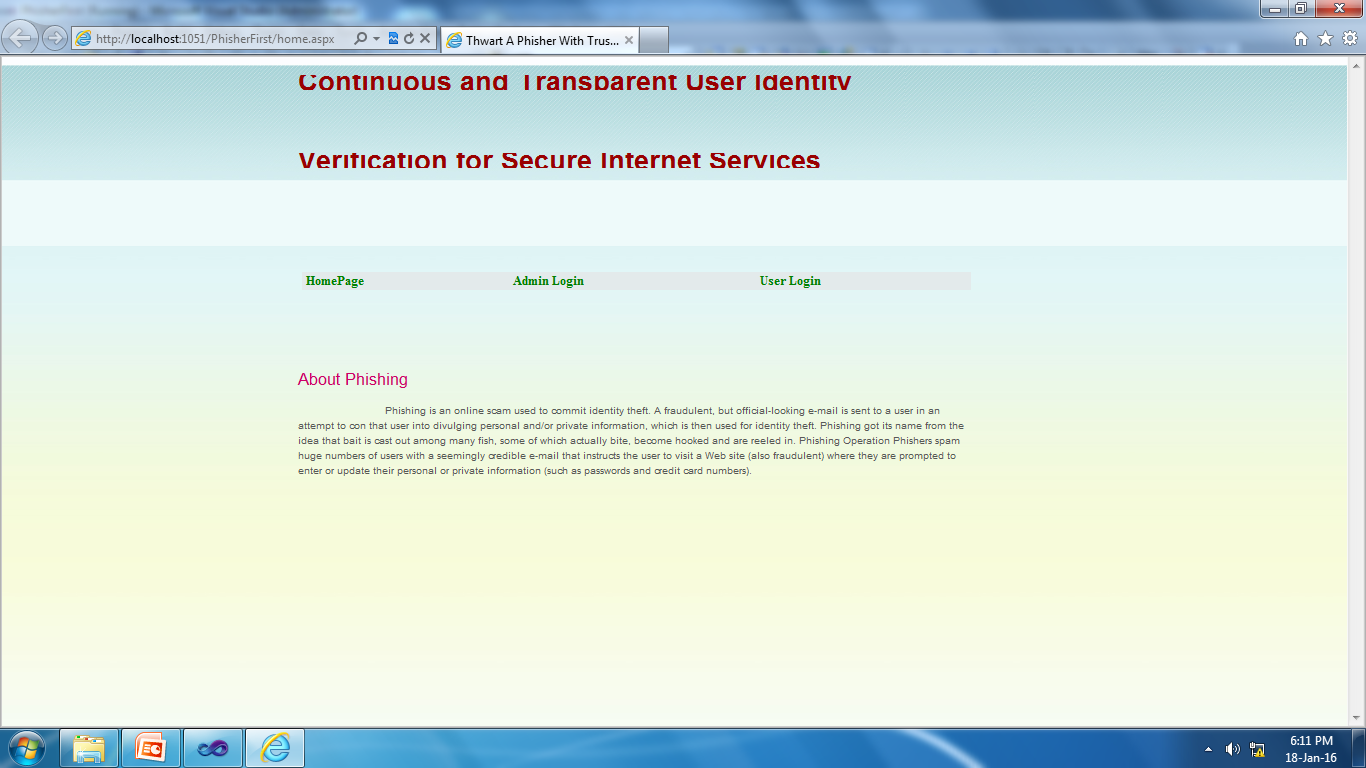 http://localhost:1051/PhisherFirst/home.aspx
Thwart A Phisher With Trus...
Continuous and Transparent User Identity
Verification for Secure Internet Services
HomePage
Admin Login
User Login
About Phishing
Phishing is an online scam used to commit identity theft. A fraudulent, but official-looking e-mail is sent to a user in an
attempt to con that user into divulging personal and/or private information, which is then used for identity theft. Phishing got its name from the
idea that bait is cast out among many fish, some of which actually bite, become hooked and are reeled in. Phishing Operation Phishers spam
huge numbers of users with a seemingly credible e-mail that instructs the user to visit a Web site (also fraudulent) where they are prompted to
enter or update their personal or private information (such as passwords and credit card numbers).
6:11 PM
18-Jan-16